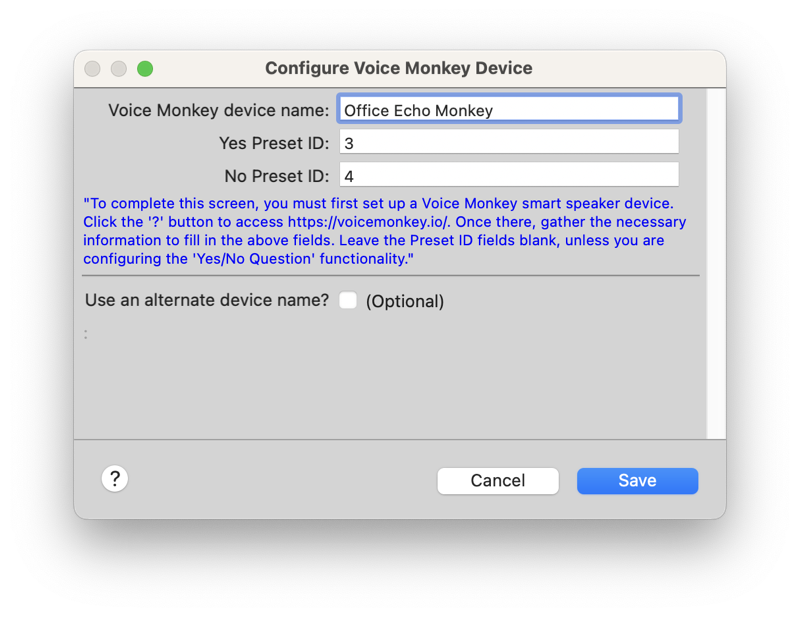 Configure Voice Monkey Device
Voice Monkey device name: Office Echo Monkey
Yes Preset ID: 3
No Preset ID: 4
"To complete this screen, you must first set up a Voice Monkey smart speaker device.
Click the '?' button to access https://voicemonkey.io/. Once there, gather the necessary
information to fill in the above fields. Leave the Preset ID fields blank, unless you are
configuring the 'Yes/No Question' functionality."
Use an alternate device name? (Optional)
:
? Cancel Save